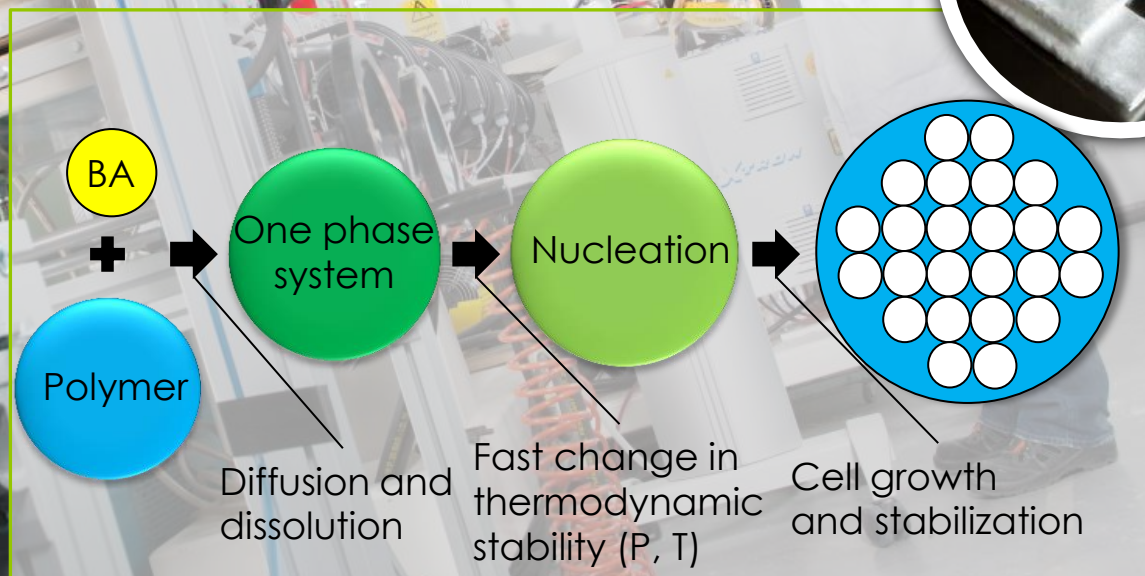 BA
+
Polymer
One phase
system
Nucleation
Diffusion and
dissolution
Fast change in
thermodynamic
stability (P, T)
Cell growth
and stabilization